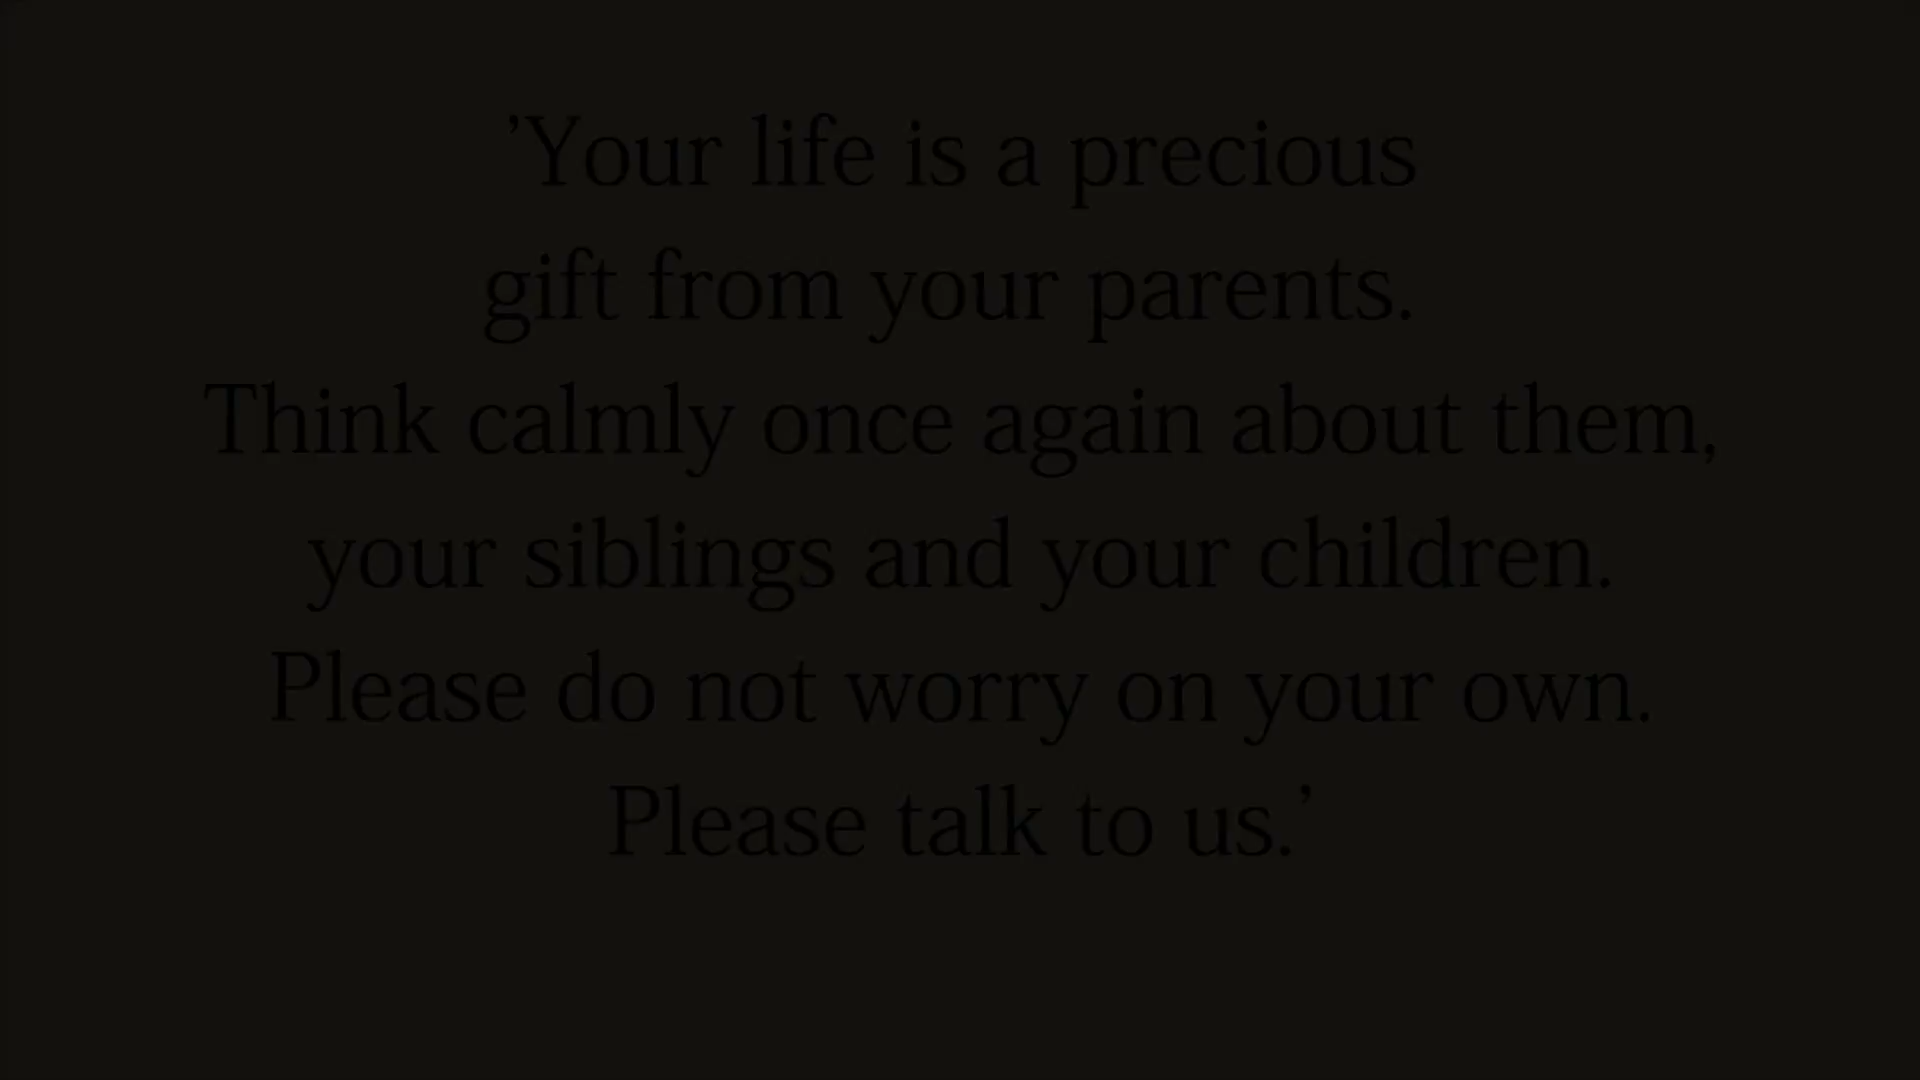 ’Your life is a precious
gift from your parents.
Think calmly once again about them,
your siblings and your children.
Please do not worry on your own.
Please talk to us.’